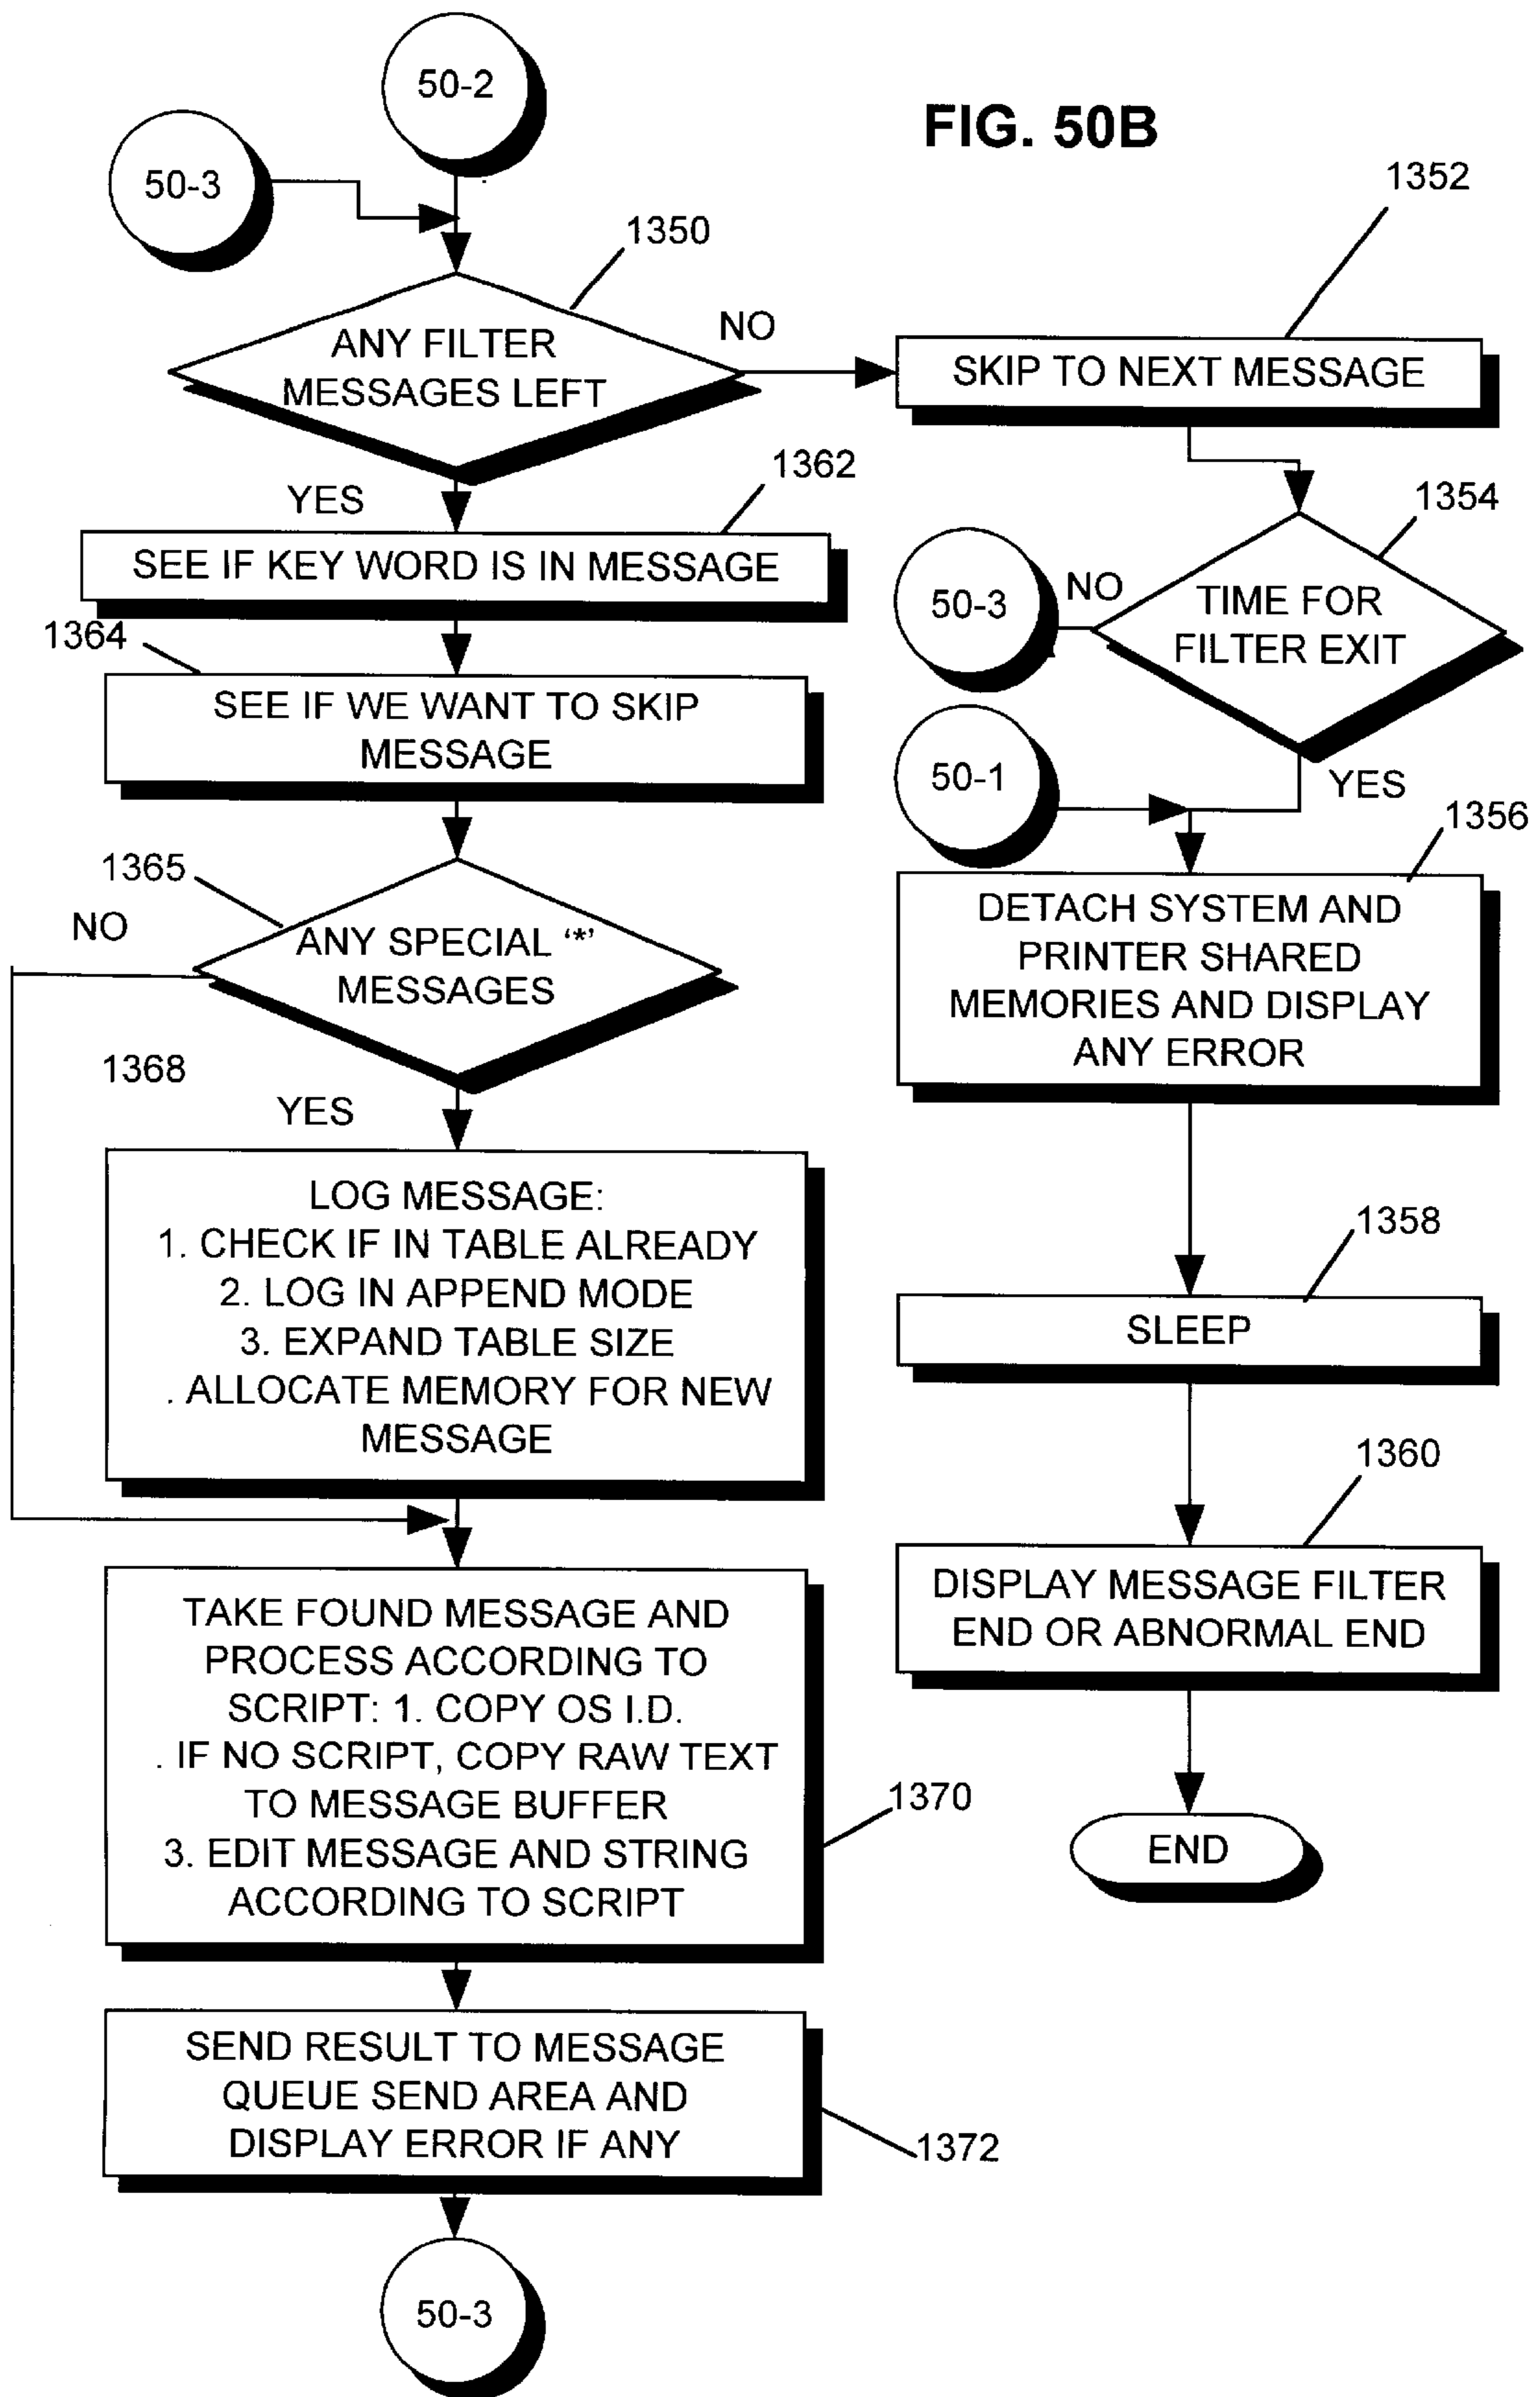 50-2
FIG. 50B
50-3
1352
1350
ANY FILTER
MESSAGES LEFT
NO
SKIP TO NEXT MESSAGE
YES
1362
1354
SEE IF KEY WORD IS IN MESSAGE
50-3
NO
TIME FOR
FILTER EXIT
1364
SEE IF WE WANT TO SKIP
MESSAGE
50-1
YES
1356
1365
NO
ANY SPECIAL ‘*’
MESSAGES
DETACH SYSTEM AND
PRINTER SHARED
MEMORIES AND DISPLAY
ANY ERROR
1368
YES
LOG MESSAGE:
1. CHECK IF IN TABLE ALREADY
2. LOG IN APPEND MODE
3. EXPAND TABLE SIZE
. ALLOCATE MEMORY FOR NEW
MESSAGE
1358
SLEEP
1360
DISPLAY MESSAGE FILTER
END OR ABNORMAL END
TAKE FOUND MESSAGE AND
PROCESS ACCORDING TO
SCRIPT: 1. COPY OS I.D.
. IF NO SCRIPT, COPY RAW TEXT
TO MESSAGE BUFFER
3. EDIT MESSAGE AND STRING
ACCORDING TO SCRIPT
1370
END
SEND RESULT TO MESSAGE
QUEUE SEND AREA AND
DISPLAY ERROR IF ANY
1372
50-3